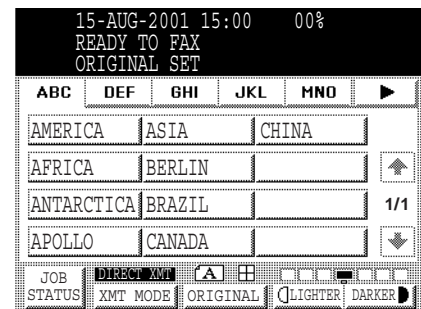 15-AUG-2001 15:00 00%
READY TO FAX
ORIGINAL SET
ABC DEF GHI JKL MNO
AMERICA ASIA CHINA
AFRICA BERLIN
ANTARCTICA BRAZIL 1/1
APOLLO CANADA
JOB STATUS
DIRECT XMT A
XMT MODE ORIGINAL LIGHTER DARKER